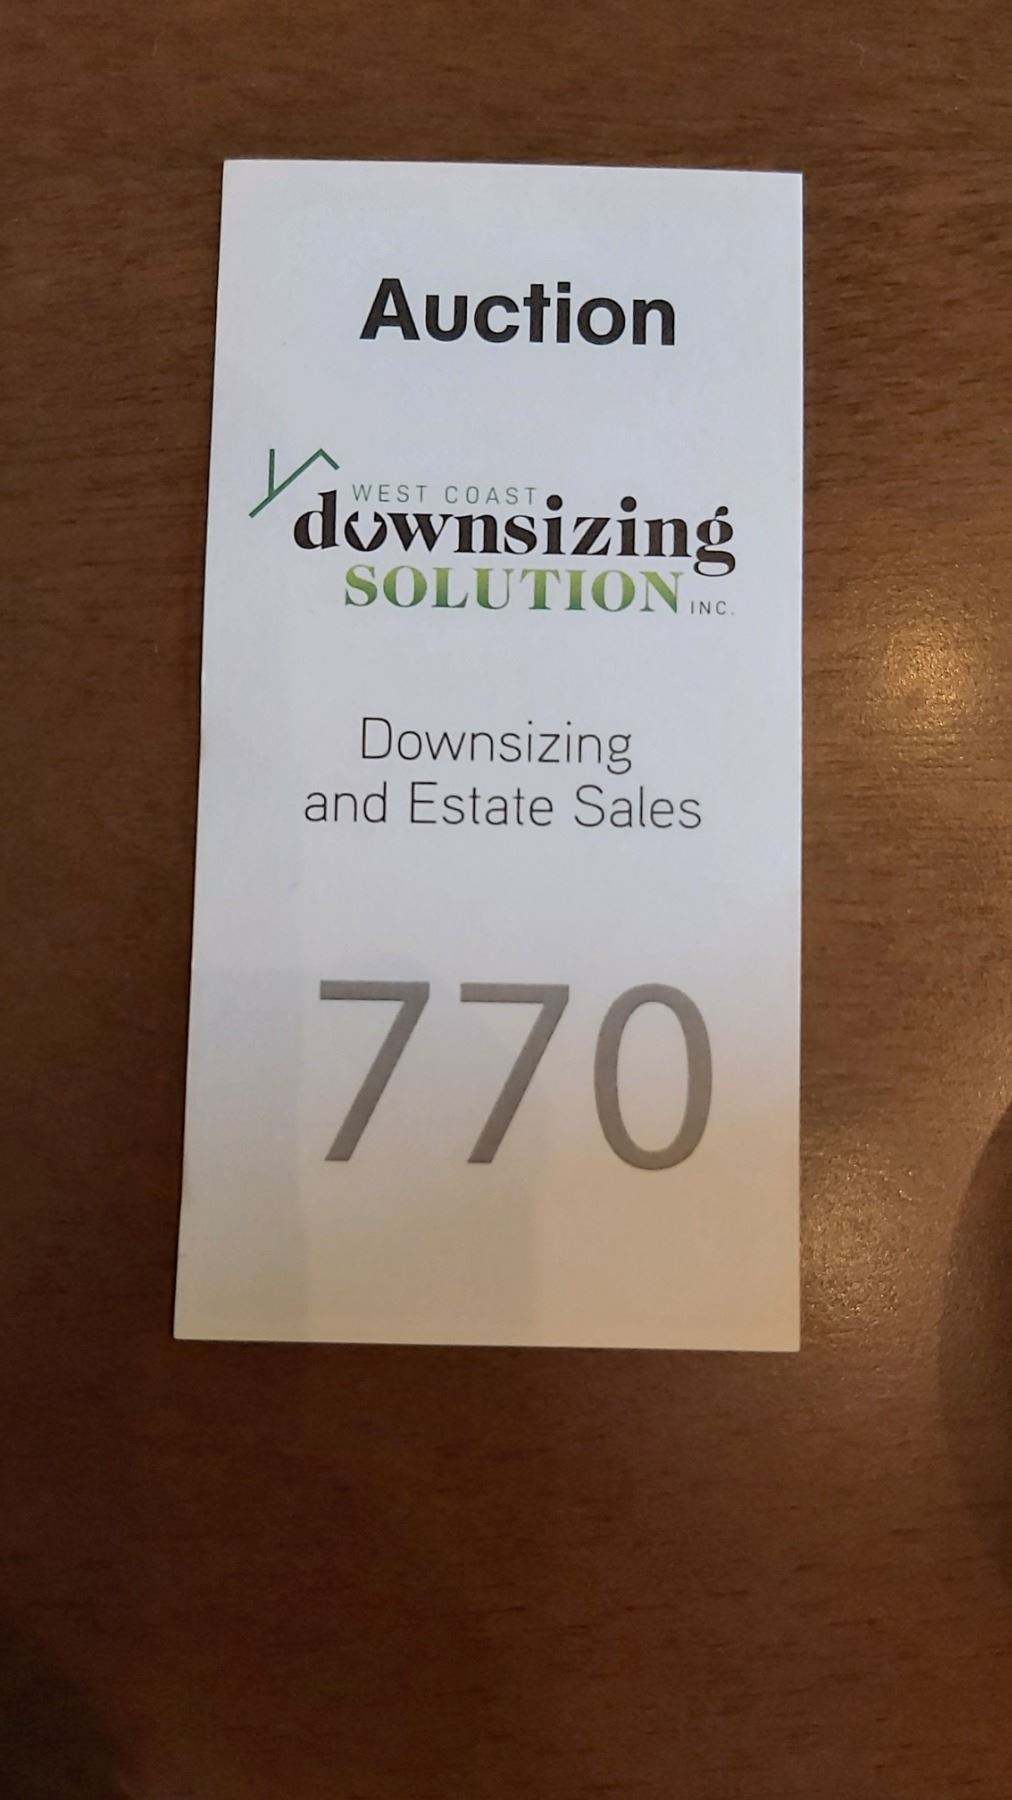 Auction
WEST COAST
downsizing
SOLUTION INC.
Downsizing
and Estate Sales
770